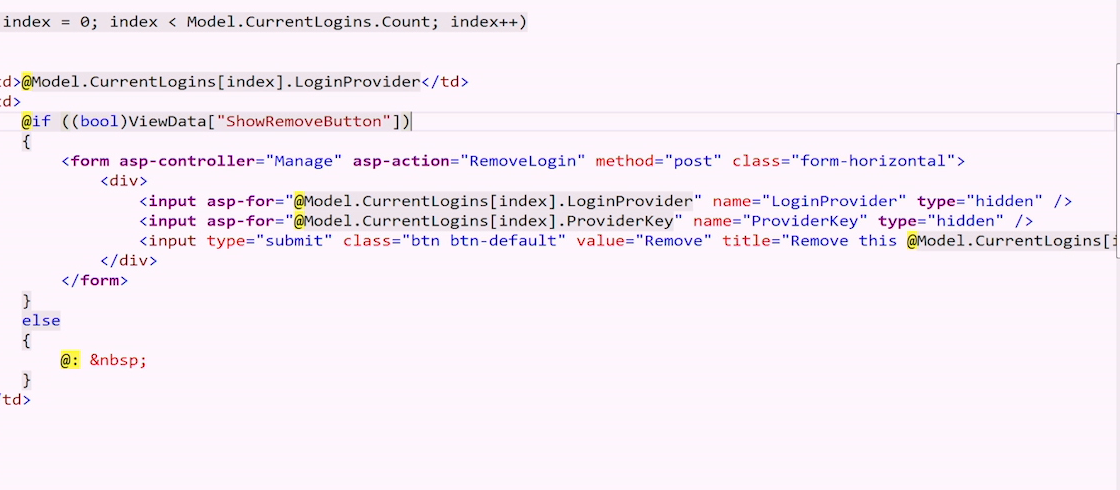 index = 0; index < Model.CurrentLogins.Count; index++)
td>@Model.CurrentLogins[index].LoginProvider</td>
td>
@if ((bool)ViewData["ShowRemoveButton"])
{
<form asp-controller="Manage" asp-action="RemoveLogin" method="post" class="form-horizontal">
<div>
<input asp-for="@Model.CurrentLogins[index].LoginProvider" name="LoginProvider" type="hidden" />
<input asp-for="@Model.CurrentLogins[index].ProviderKey" name="ProviderKey" type="hidden" />
<input type="submit" class="btn btn-default" value="Remove" title="Remove this @Model.CurrentLogins[i
</div>
</form>
}
else
{
@: &nbsp;
}
/td>